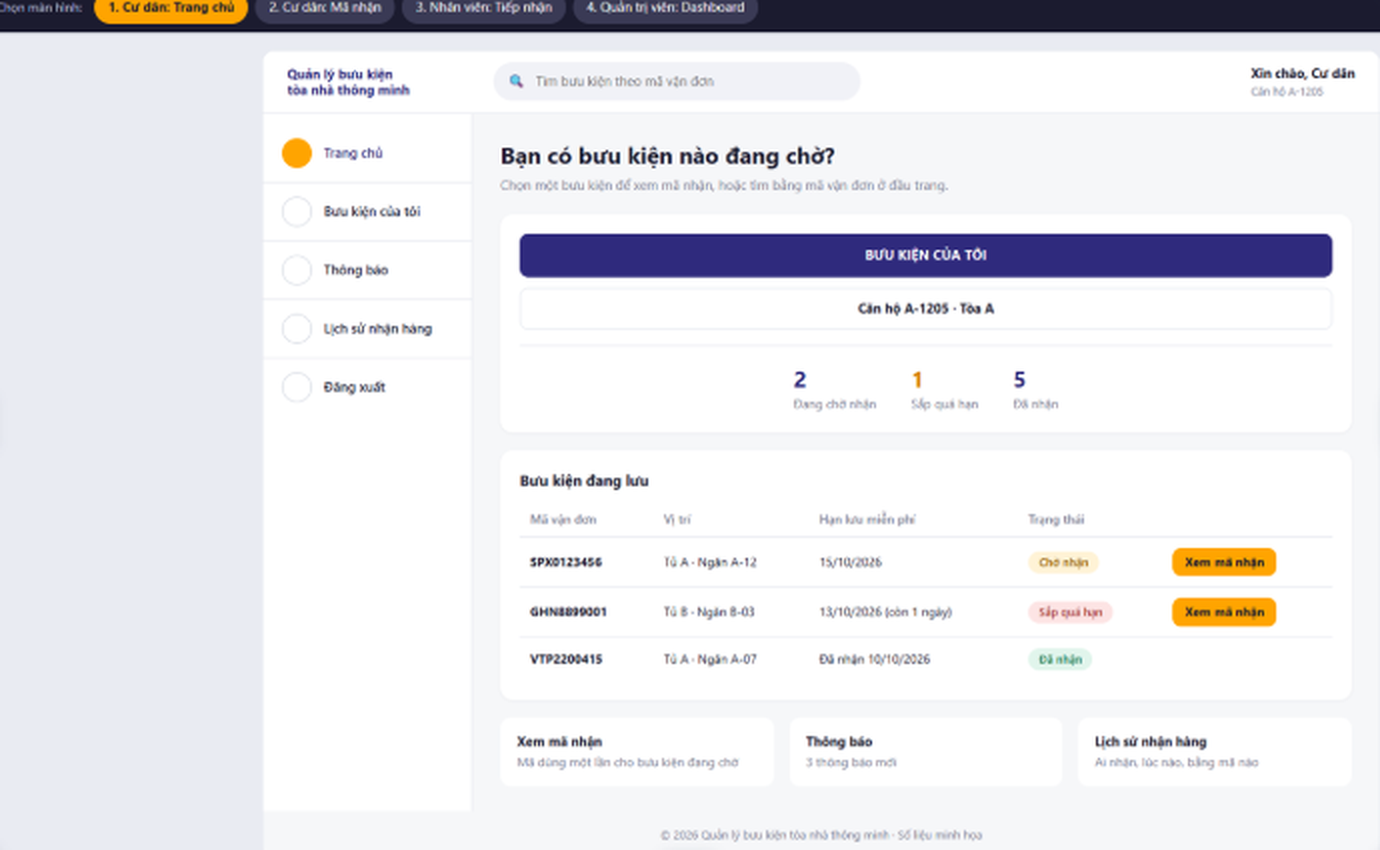 Chọn màn hình: 1. Cư dân: Trang chủ 2. Cư dân: Mã nhận 3. Nhân viên: Tiếp nhận 4. Quản trị viên: Dashboard
Quản lý bưu kiện
tòa nhà thông minh
Tìm bưu kiện theo mã vận đơn
Xin chào, Cư dân
Căn hộ A-1205
Trang chủ
Bưu kiện của tôi
Thông báo
Lịch sử nhận hàng
Đăng xuất
Bạn có bưu kiện nào đang chờ?
Chọn một bưu kiện để xem mã nhận, hoặc tìm bằng mã vận đơn ở đầu trang.
BƯU KIỆN CỦA TÔI
Căn hộ A-1205 · Tòa A
2 1 5
Đang chờ nhận Sắp quá hạn Đã nhận
Bưu kiện đang lưu
Mã vận đơn Vị trí Hạn lưu miễn phí Trạng thái
SPX0123456 Tủ A - Ngăn A-12 15/10/2026 Chờ nhận Xem mã nhận
GHN8899001 Tủ B - Ngăn B-03 13/10/2026 (còn 1 ngày) Sắp quá hạn Xem mã nhận
VTP2200415 Tủ A - Ngăn A-07 Đã nhận 10/10/2026 Đã nhận
Xem mã nhận Thông báo Lịch sử nhận hàng
Mã dùng một lần cho bưu kiện đang chờ 3 thông báo mới Ai nhận, lúc nào, bằng mã nào
© 2026 Quản lý bưu kiện tòa nhà thông minh · Số liệu minh họa